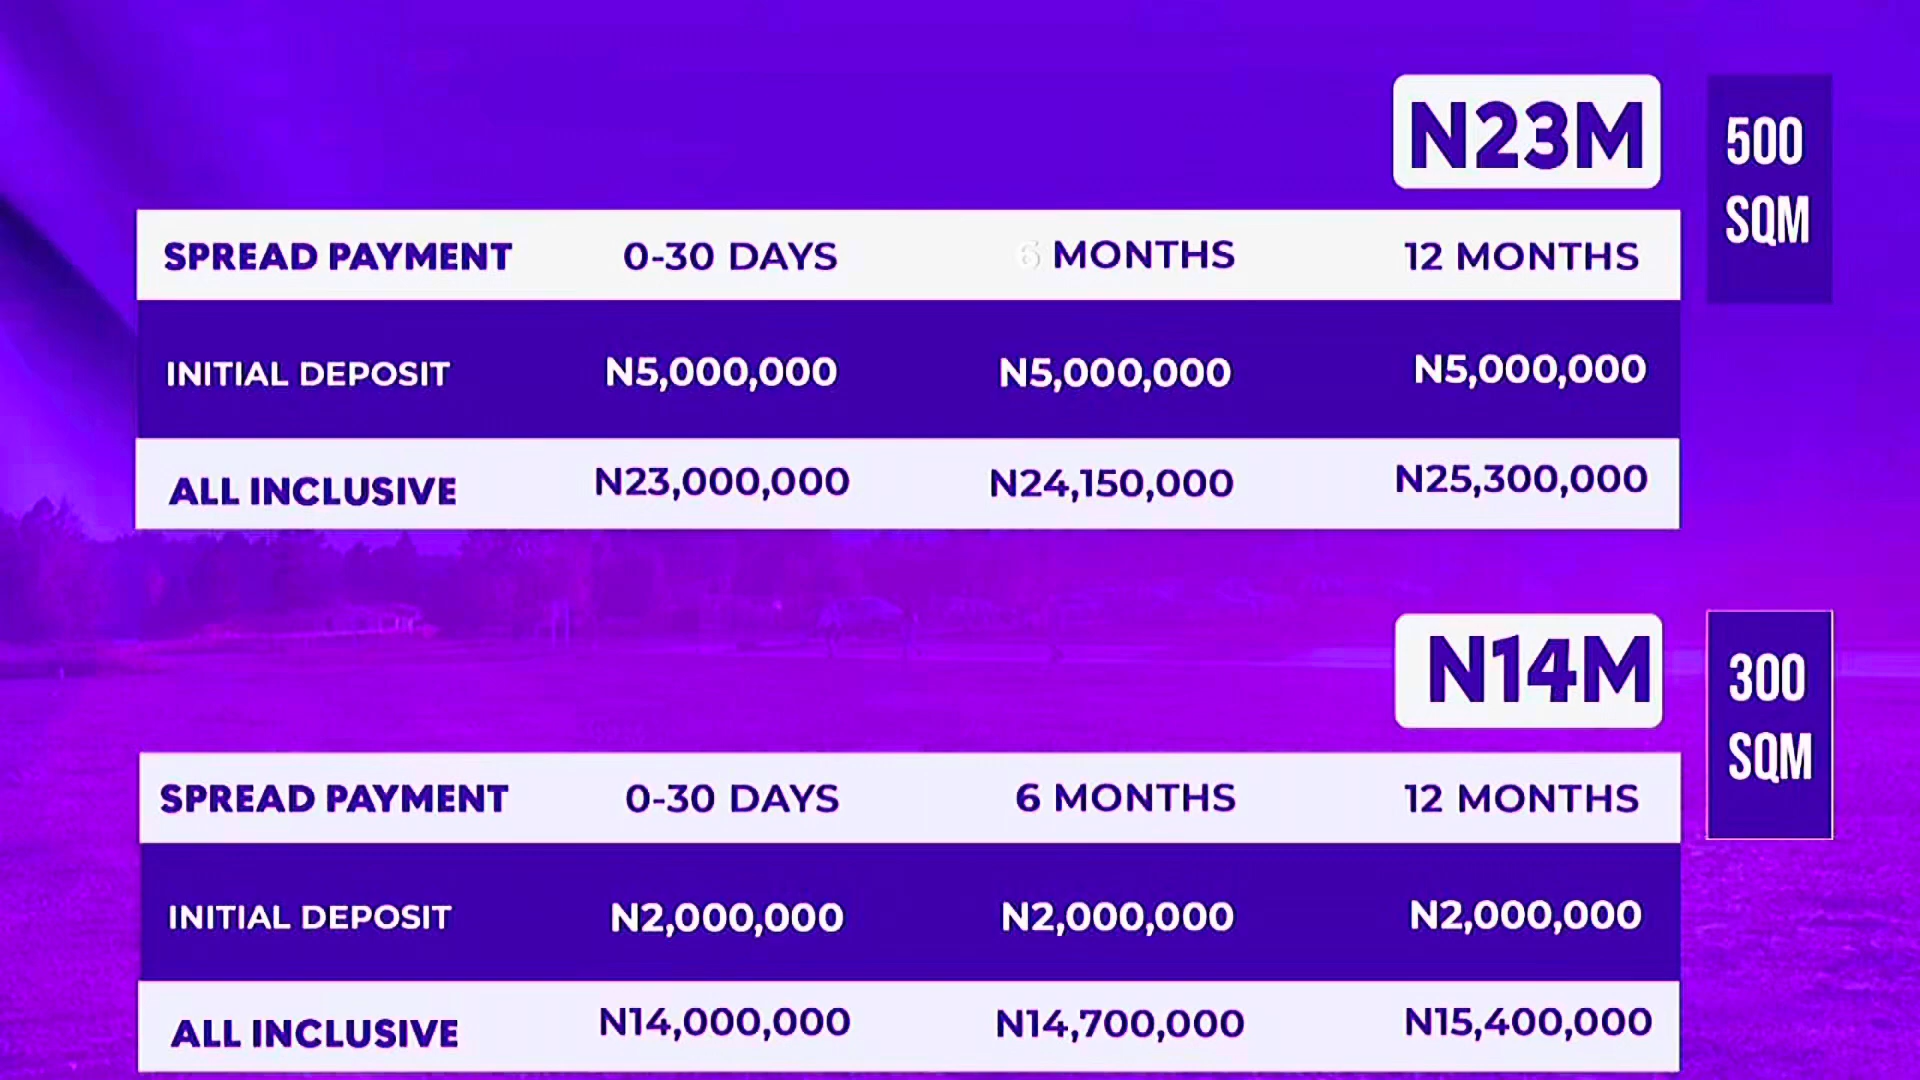 N23M
500
SQM
SPREAD PAYMENT 0-30 DAYS 6 MONTHS 12 MONTHS
INITIAL DEPOSIT N5,000,000 N5,000,000 N5,000,000
ALL INCLUSIVE N23,000,000 N24,150,000 N25,300,000
N14M
300
SQM
SPREAD PAYMENT 0-30 DAYS 6 MONTHS 12 MONTHS
INITIAL DEPOSIT N2,000,000 N2,000,000 N2,000,000
ALL INCLUSIVE N14,000,000 N14,700,000 N15,400,000